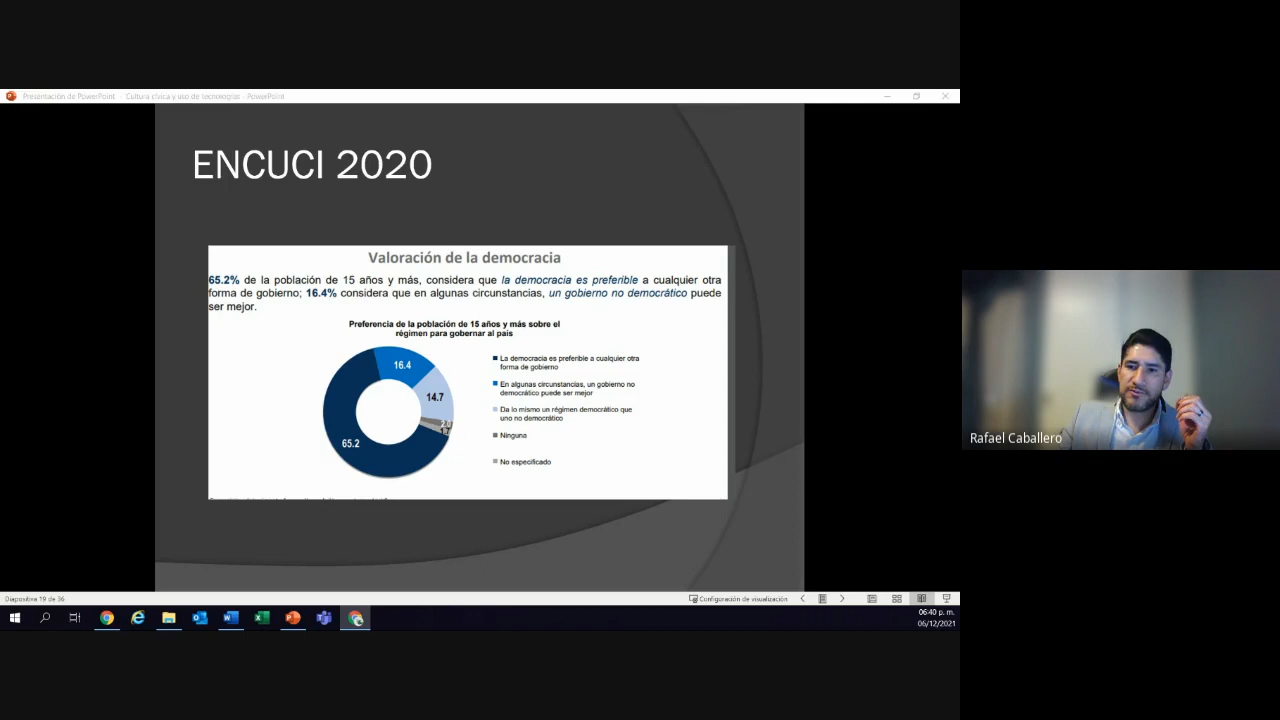 Presentación de PowerPoint - Cultura cívica y uso de tecnologías - PowerPoint
ENCUCI 2020
Valoración de la democracia
65.2% de la población de 15 años y más, considera que la democracia es preferible a cualquier otra
forma de gobierno; 16.4% considera que en algunas circunstancias, un gobierno no democrático puede
ser mejor.
Preferencia de la población de 15 años y más sobre el
régimen para gobernar al país
16.4
14.7
65.2
La democracia es preferible a cualquier otra
forma de gobierno
En algunas circunstancias, un gobierno no
democrático puede ser mejor
Da lo mismo un régimen democrático que
uno no democrático
Ninguna
No especificado
Rafael Caballero
Diapositiva 19 de 36
Configuración de visualización
06:40 p. m.
06/12/2021